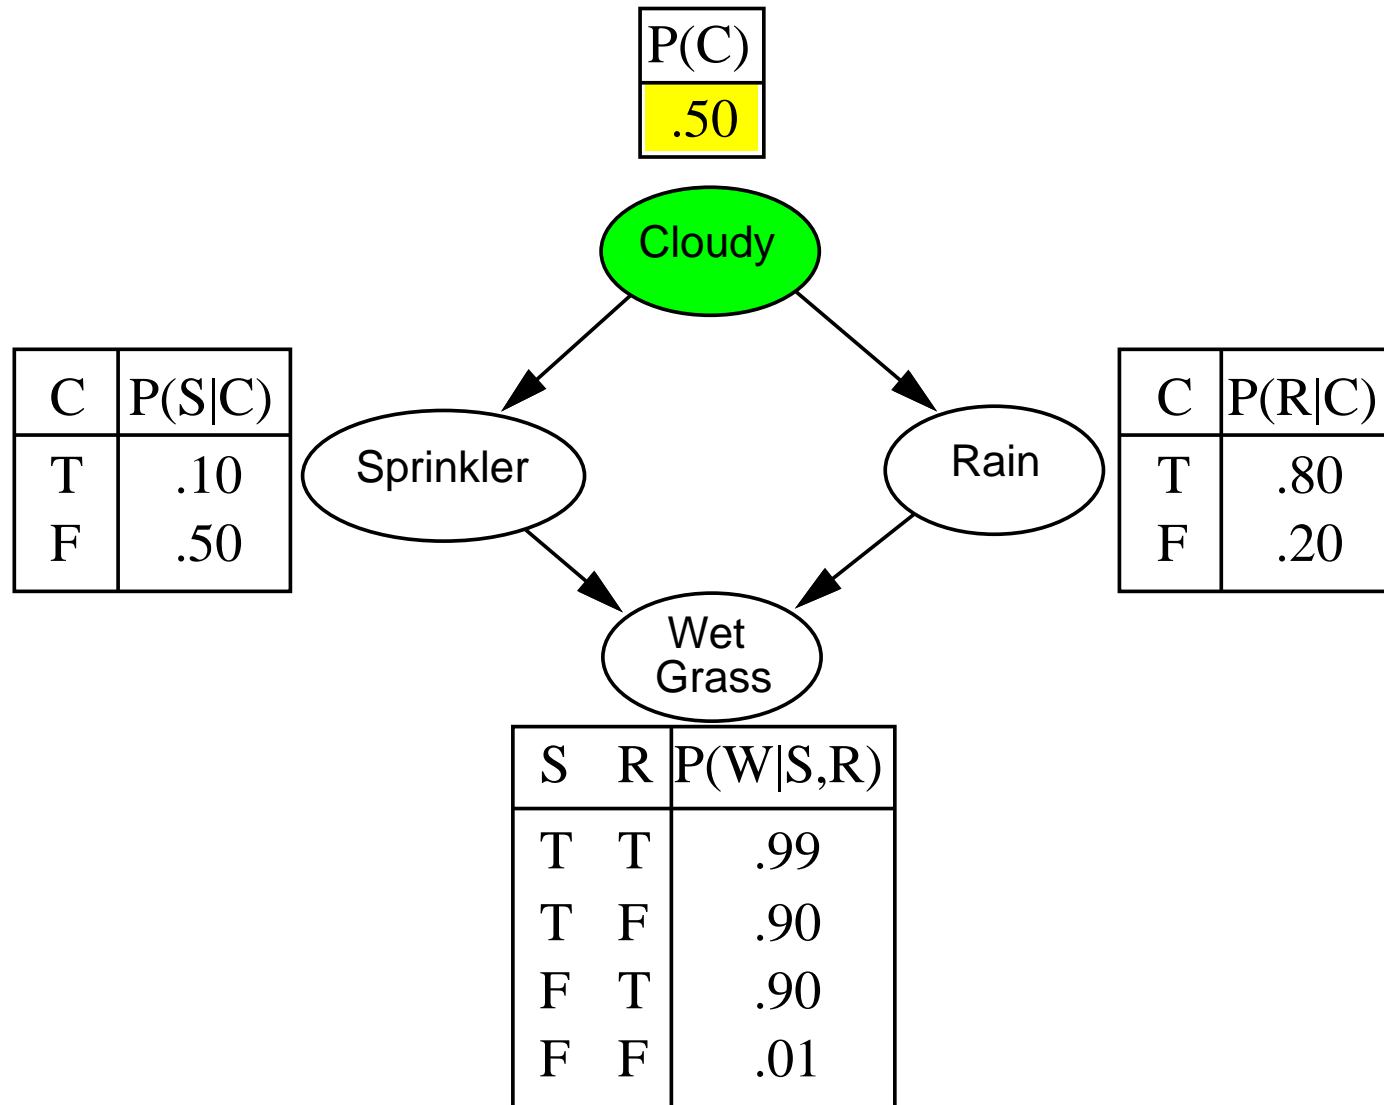 P(C)
.50
Cloudy
C P(S|C)
T .10
F .50
Sprinkler
Rain
C P(R|C)
T .80
F .20
Wet
Grass
S R P(W|S,R)
T T .99
T F .90
F T .90
F F .01